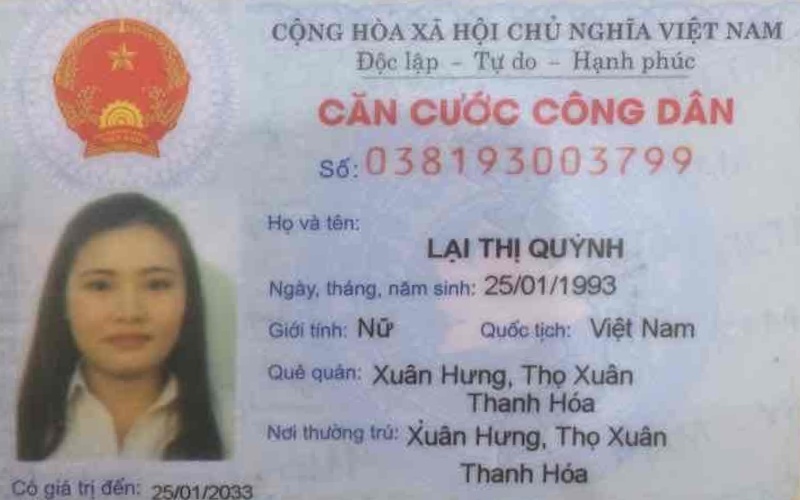 CỘNG HÒA XÃ HỘI CHỦ NGHĨA VIỆT NAM
Độc lập - Tự do - Hạnh phúc
CĂN CƯỚC CÔNG DÂN
Số: 038193003799
Họ và tên:
LẠI THỊ QUỲNH
Ngày, tháng, năm sinh: 25/01/1993
Giới tính: Nữ Quốc tịch: Việt Nam
Quê quán: Xuân Hưng, Thọ Xuân
Thanh Hóa
Nơi thường trú: Xuân Hưng, Thọ Xuân
Thanh Hóa
Có giá trị đến: 25/01/2033